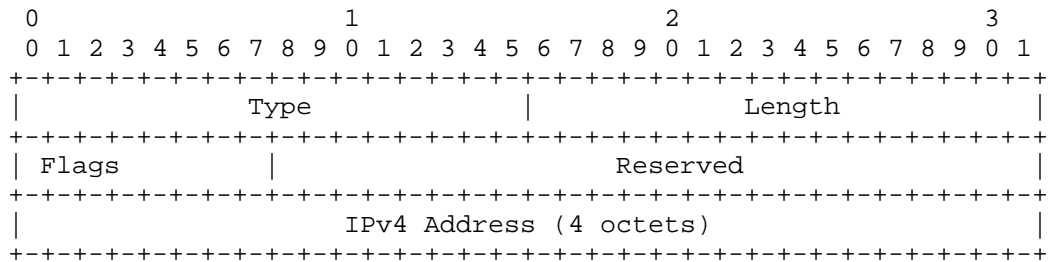 0                   1                   2                   3
 0 1 2 3 4 5 6 7 8 9 0 1 2 3 4 5 6 7 8 9 0 1 2 3 4 5 6 7 8 9 0 1
+-+-+-+-+-+-+-+-+-+-+-+-+-+-+-+-+-+-+-+-+-+-+-+-+-+-+-+-+-+-+-+-+
|              Type             |             Length            |
+-+-+-+-+-+-+-+-+-+-+-+-+-+-+-+-+-+-+-+-+-+-+-+-+-+-+-+-+-+-+-+-+
| Flags         |                     Reserved                  |
+-+-+-+-+-+-+-+-+-+-+-+-+-+-+-+-+-+-+-+-+-+-+-+-+-+-+-+-+-+-+-+-+
|                    IPv4 Address (4 octets)                    |
+-+-+-+-+-+-+-+-+-+-+-+-+-+-+-+-+-+-+-+-+-+-+-+-+-+-+-+-+-+-+-+-+